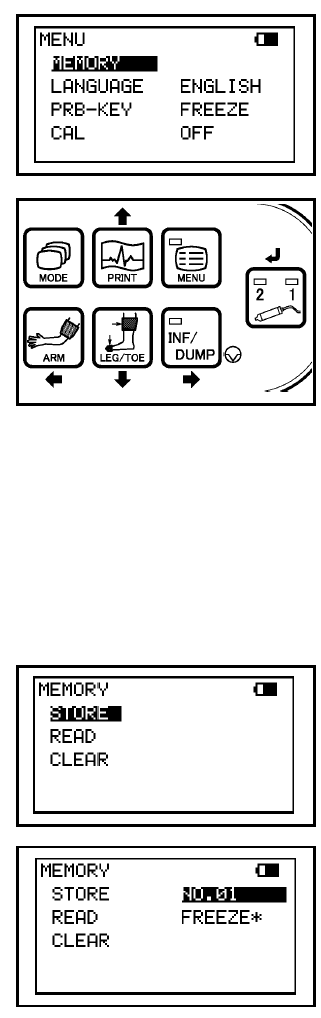 MENU
MEMORY
LANGUAGE ENGLISH
PRB-KEY FREEZE
CAL OFF
MODE PRINT MENU
2 1
ARM LEG/TOE INF/
DUMP
MEMORY
STORE
READ
CLEAR
MEMORY
STORE NO.01
READ FREEZE*
CLEAR